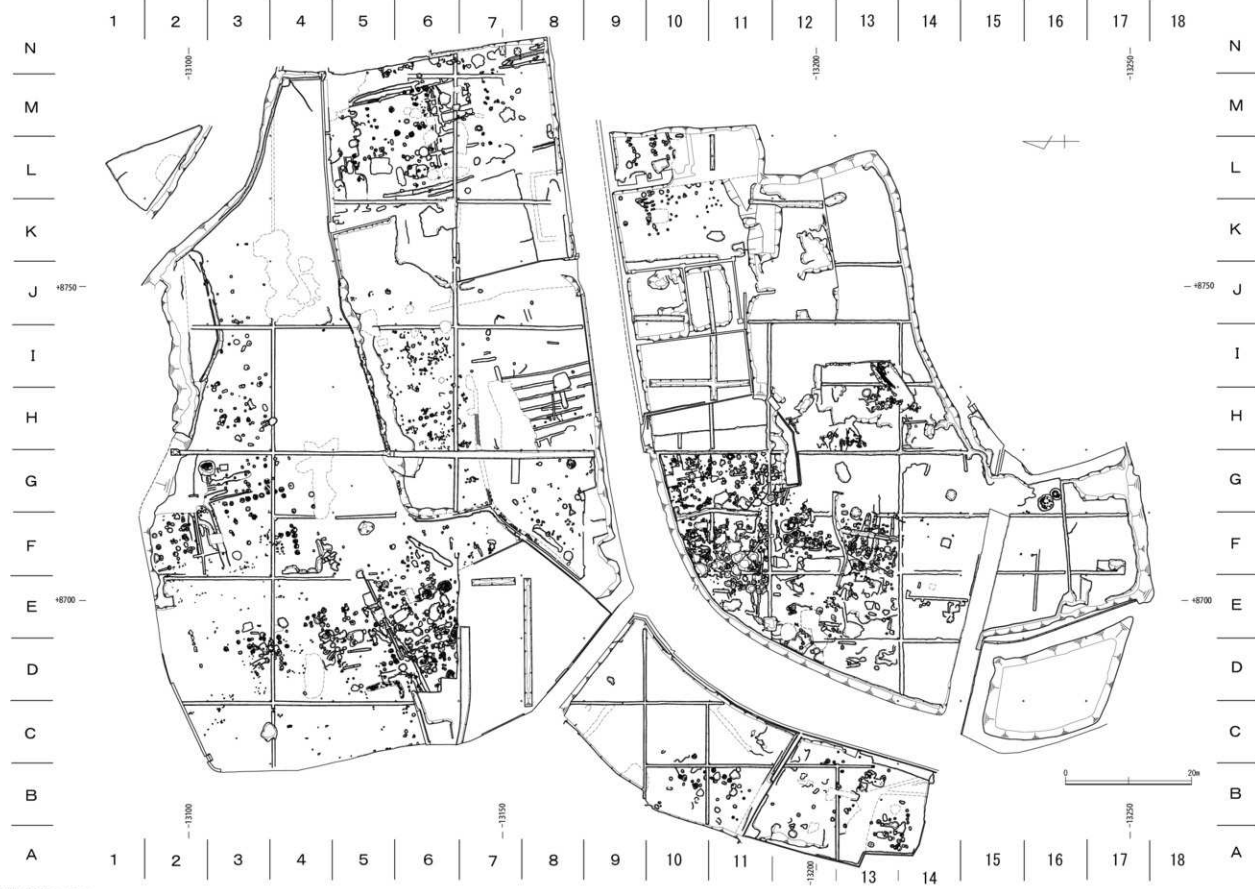 1 2 3 4 5 6 7 8 9 10 11 12 13 14 15 16 17 18
N N
-13100 -13200 -13250
M M
L L
K K
J +8750 +8750 J
I I
H H
G G
F F
E +8700 +8700 E
D D
C C
0 20m
B B
-13100 -13150 -13200 -13250
A A
1 2 3 4 5 6 7 8 9 10 11 12 13 14 15 16 17 18